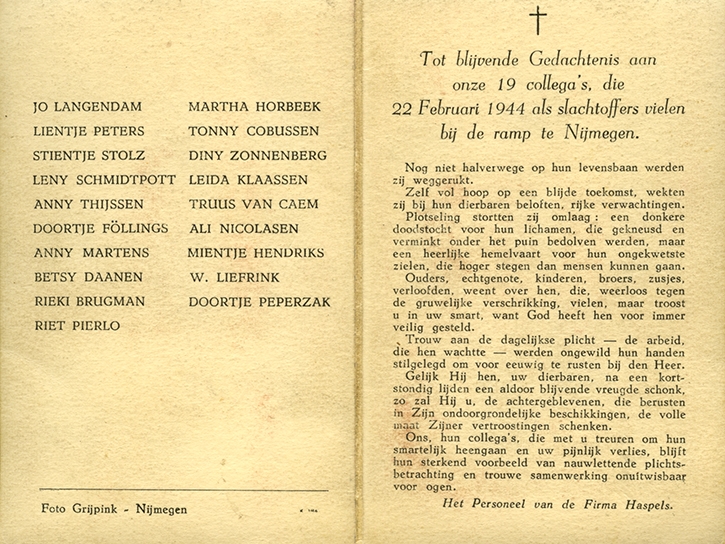 JO LANGENDAM
LIENTJE PETERS
STIENTJE STOLZ
LENY SCHMIDTPOTT
ANNY THIJSSEN
DOORTJE FÖLLINGS
ANNY MARTENS
BETSY DAANEN
RIEKI BRUGMAN
RIET PIERLO
MARTHA HORBEEK
TONNY COBUSSEN
DINY ZONNENBERG
LEIDA KLAASSEN
TRUUS VAN CAEM
ALI NICOLASEN
MIENTJE HENDRIKS
W. LIEFRINK
DOORTJE PEPERZAK
Foto Grijpink - Nijmegen
Tot blijvende Gedachtenis aan
onze 19 collega's, die
22 Februari 1944 als slachtoffers vielen
bij de ramp te Nijmegen.
Nog niet halverwege op hun levensbaan werden
zij weggerukt.
Zelf vol hoop op een blijde toekomst, wekten
zij bij hun dierbaren beloften, rijke verwachtingen.
Plotseling stortten zij omlaag : een donkere
doodstocht voor hun lichamen, die gekneusd en
verminkt onder het puin bedolven werden, maar
een heerlijke hemelvaart voor hun ongekwetste
zielen, die hoger stegen dan mensen kunnen gaan.
Ouders, echtgenote, kinderen, broers, zusjes,
verloofden, weent over hen, die, weerloos tegen
de gruwelijke verschrikking, vielen, maar troost
u in uw smart, want God heeft hen voor immer
veilig gesteld.
Trouw aan de dagelijkse plicht — de arbeid,
die hen wachtte — werden ongewild hun handen
stilgelegd om voor eeuwig te rusten bij den Heer.
Gelijk Hij hen, uw dierbaren, na een kort-
stondig lijden een aldoor blijvende vreugde schonk,
zo zal Hij u, de achtergeblevenen, die berusten
in Zijn ondoorgrondelijke beschikkingen, de volle
maat Zijner vertroostingen schenken.
Ons, hun collega's, die met u treuren om hun
smartelijk heengaan en uw pijnlijk verlies, blijft
hun sterkend voorbeeld van nauwlettende plichts-
betrachting en trouwe samenwerking onuitwisbaar
voor ogen.
Het Personeel van de Firma Haspels.